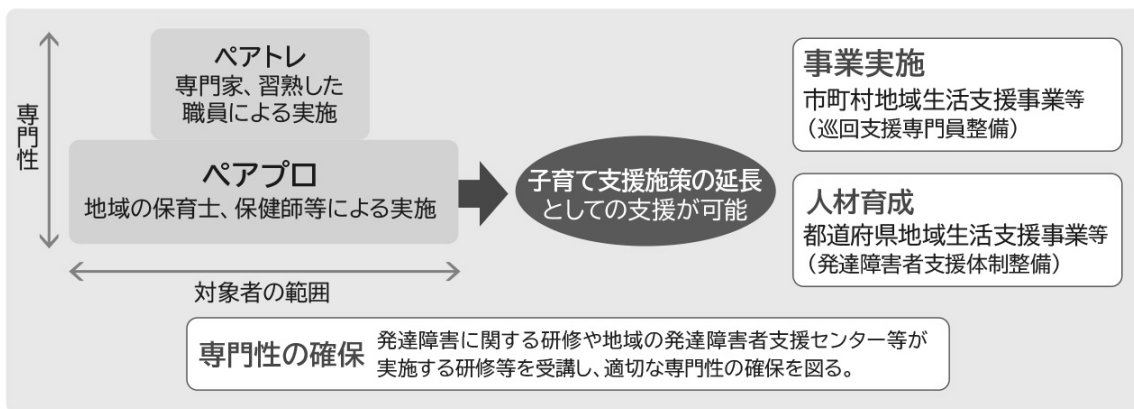 専門性
ペアトレ
専門家、習熟した
職員による実施
ペアプロ
地域の保育士、保健師等による実施
対象者の範囲
子育て支援施策の延長
としての支援が可能
事業実施
市町村地域生活支援事業等
（巡回支援専門員整備）
人材育成
都道府県地域生活支援事業等
（発達障害者支援体制整備）
専門性の確保
発達障害に関する研修や地域の発達障害者支援センター等が
実施する研修等を受講し、適切な専門性の確保を図る。